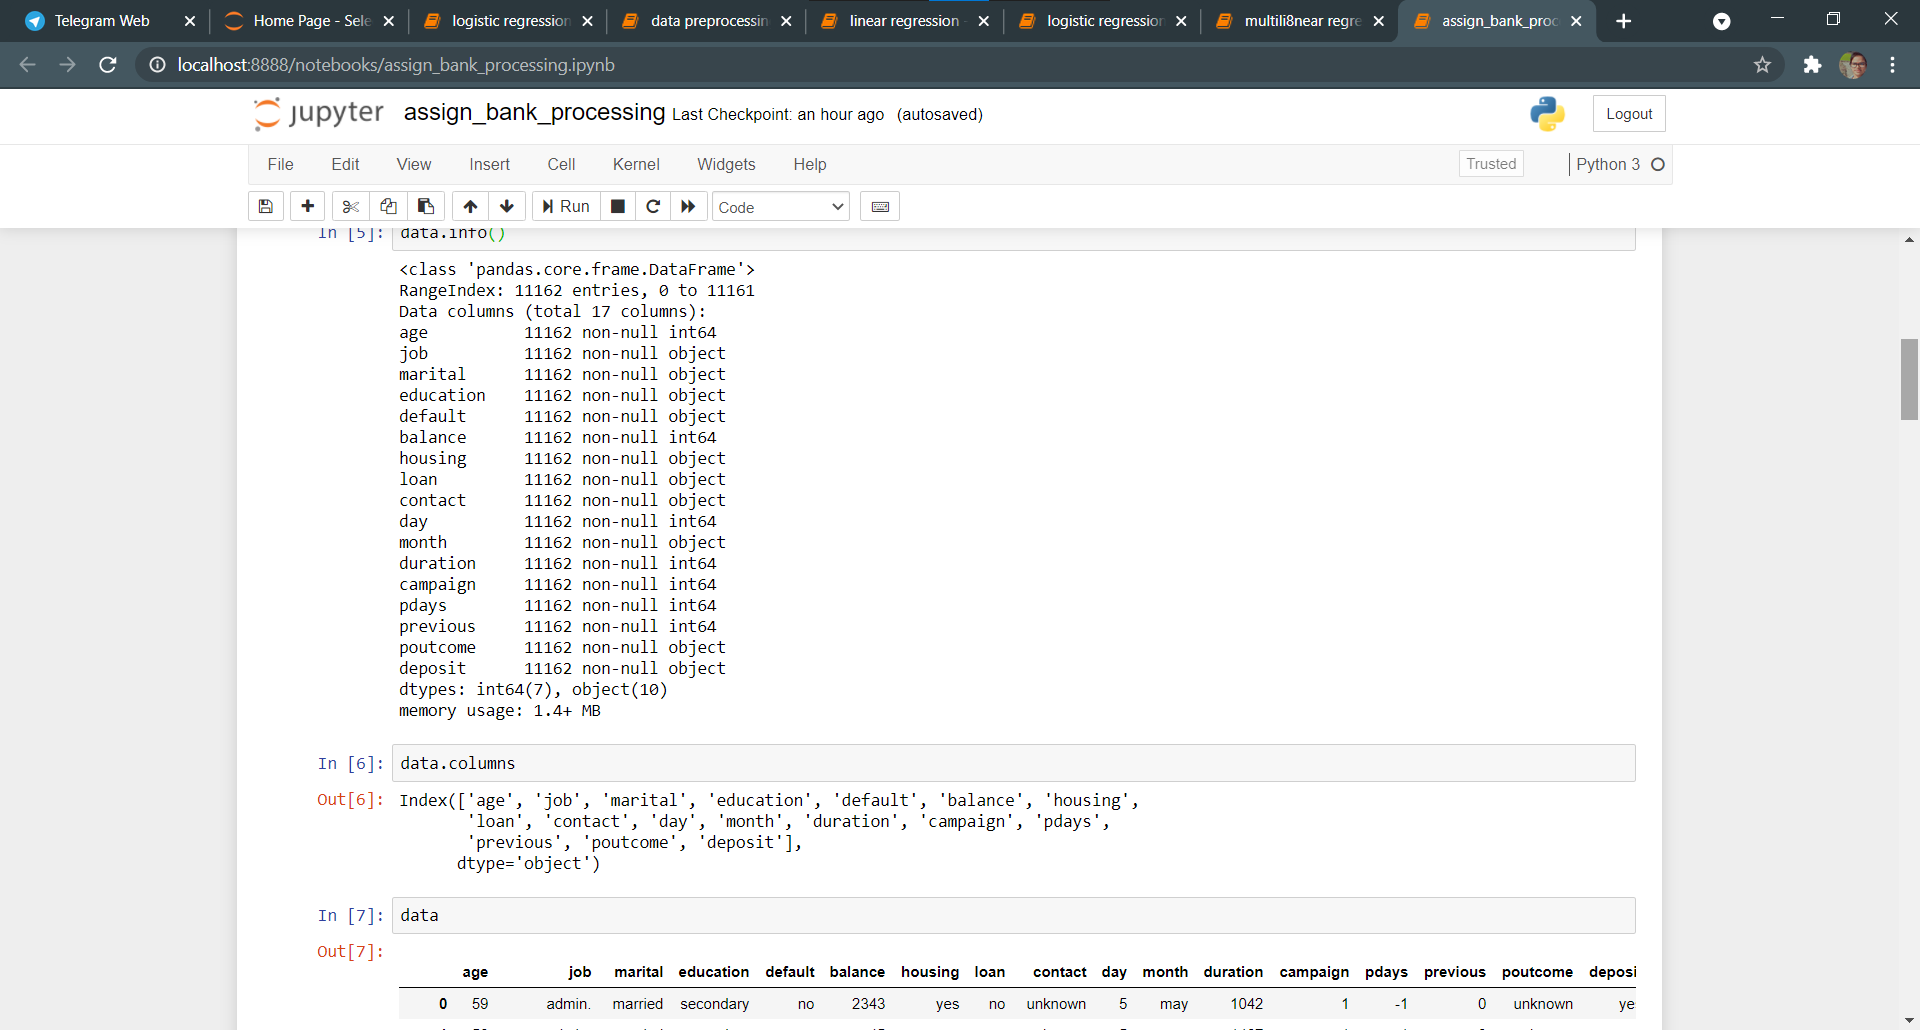 Telegram Web
Home Page - Sele
logistic regression
data preprocessin
linear regression -
logistic regression
multili8near regre
assign_bank_proc
localhost:8888/notebooks/assign_bank_processing.ipynb
jupyter assign_bank_processing Last Checkpoint: an hour ago (autosaved)
Logout
File Edit View Insert Cell Kernel Widgets Help
Trusted
Python 3
Run
Code
In [5]: data.info()
<class 'pandas.core.frame.DataFrame'>
RangeIndex: 11162 entries, 0 to 11161
Data columns (total 17 columns):
age 11162 non-null int64
job 11162 non-null object
marital 11162 non-null object
education 11162 non-null object
default 11162 non-null object
balance 11162 non-null int64
housing 11162 non-null object
loan 11162 non-null object
contact 11162 non-null object
day 11162 non-null int64
month 11162 non-null object
duration 11162 non-null int64
campaign 11162 non-null int64
pdays 11162 non-null int64
previous 11162 non-null int64
poutcome 11162 non-null object
deposit 11162 non-null object
dtypes: int64(7), object(10)
memory usage: 1.4+ MB
In [6]: data.columns
Out[6]: Index(['age', 'job', 'marital', 'education', 'default', 'balance', 'housing',
'loan', 'contact', 'day', 'month', 'duration', 'campaign', 'pdays',
'previous', 'poutcome', 'deposit'],
dtype='object')
In [7]: data
Out[7]:
age job marital education default balance housing loan contact day month duration campaign pdays previous poutcome deposi
0 59 admin. married secondary no 2343 yes no unknown 5 may 1042 1 -1 0 unknown ye